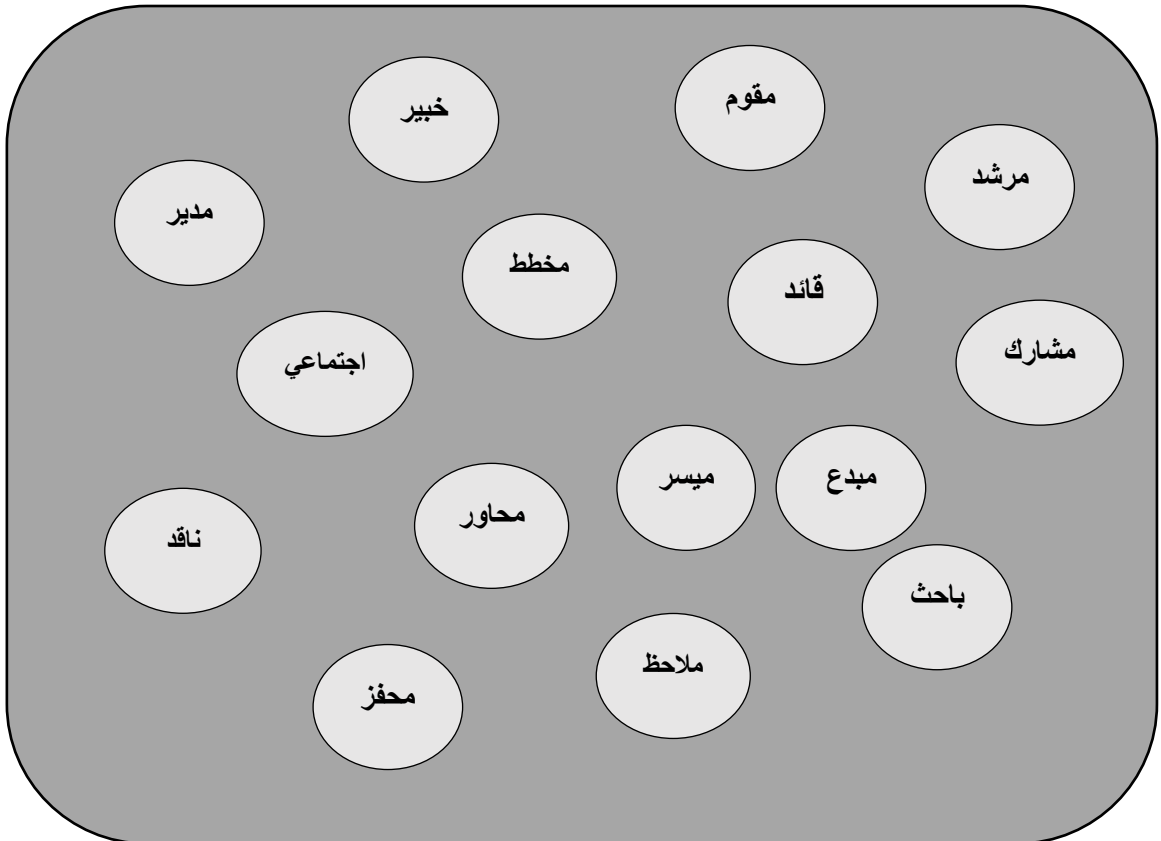 مقوم
خبير
مرشد
مدير
مخطط
قائد
مشارك
اجتماعي
مبدع
ميسر
محاور
ناقد
باحث
ملاحظ
محفز